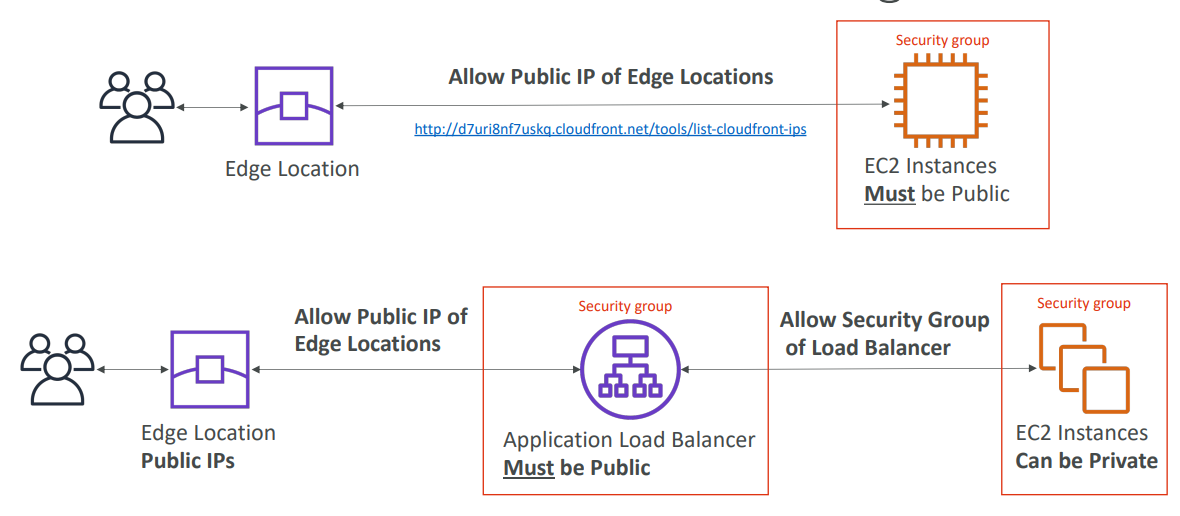 Security group
Allow Public IP of Edge Locations
http://d7uri8nf7uskq.cloudfront.net/tools/list-cloudfront-ips
Edge Location
EC2 Instances
Must be Public
Security group
Allow Public IP of
Edge Locations
Security group
Allow Security Group
of Load Balancer
Edge Location
Public IPs
Application Load Balancer
Must be Public
EC2 Instances
Can be Private